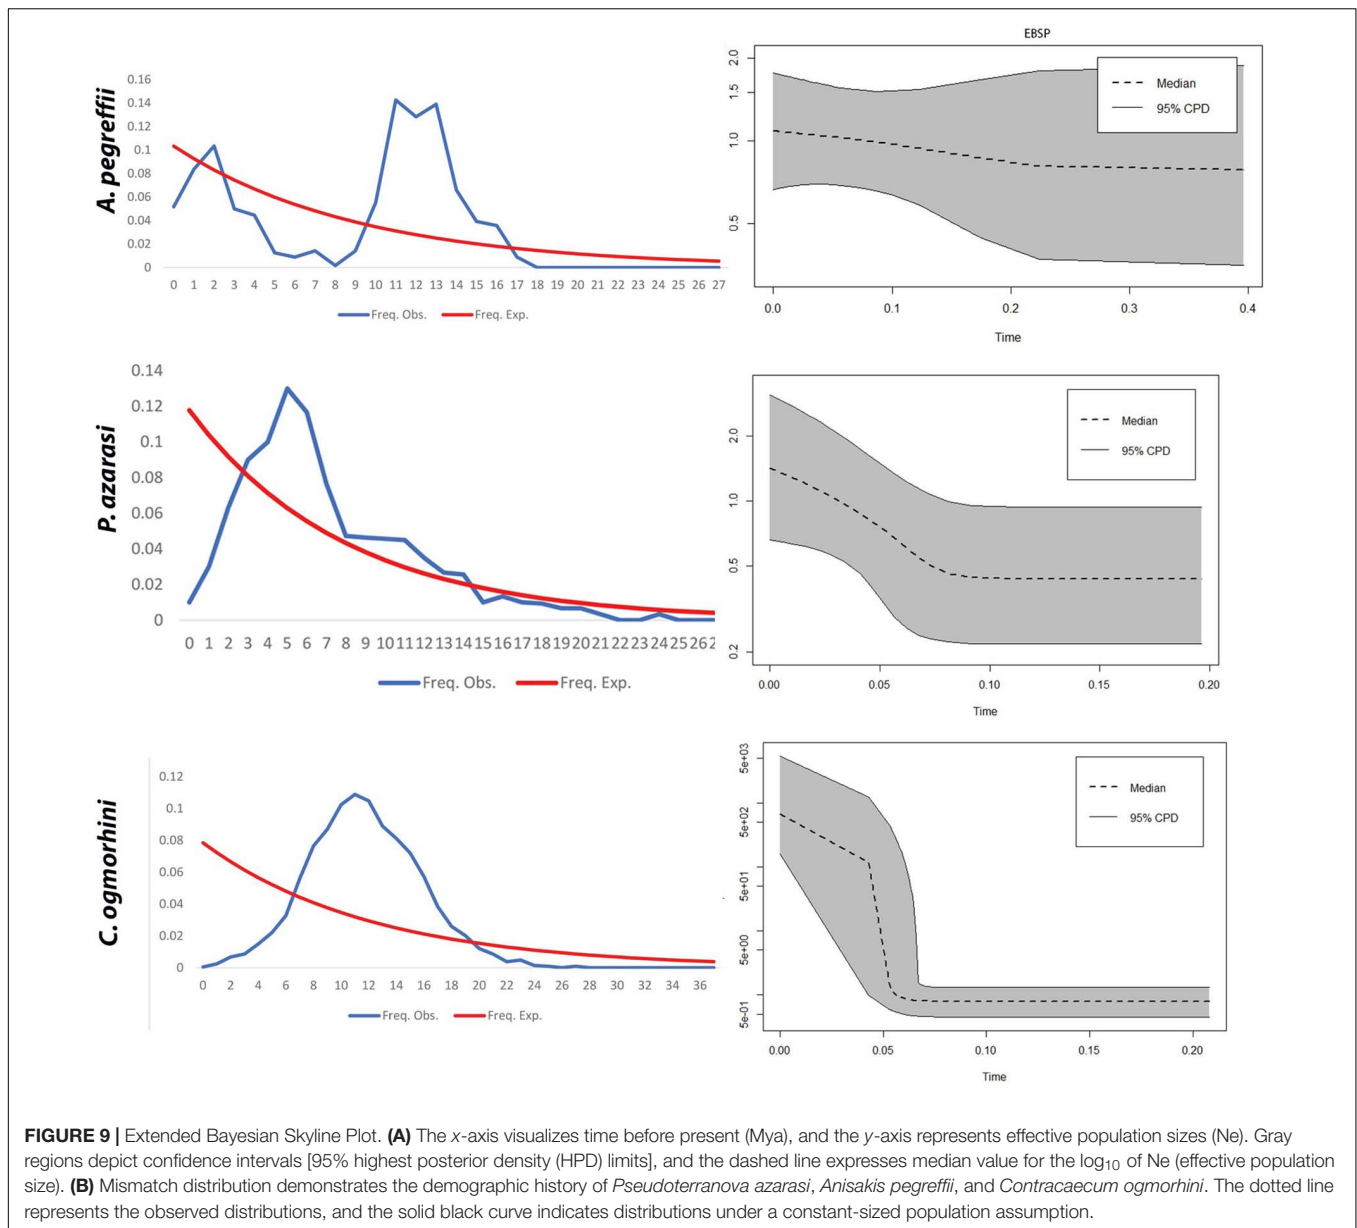 A. pegreffii
0.16
0.14
0.12
0.1
0.08
0.06
0.04
0.02
0
0 1 2 3 4 5 6 7 8 9 10 11 12 13 14 15 16 17 18 19 20 21 22 23 24 25 26 27
Freq. Obs. Freq. Exp.
EBSP
2.0
1.5
1.0
0.5
Median
95% CPD
0.0 0.1 0.2 0.3 0.4
Time
P. azarasi
0.14
0.12
0.1
0.08
0.06
0.04
0.02
0
0 1 2 3 4 5 6 7 8 9 10 11 12 13 14 15 16 17 18 19 20 21 22 23 24 25 26 2
Freq. Obs. Freq. Exp.
2.0
1.0
0.5
0.2
Median
95% CPD
0.00 0.05 0.10 0.15 0.20
Time
C. ogmorhini
0.12
0.1
0.08
0.06
0.04
0.02
0
0 2 4 6 8 10 12 14 16 18 20 22 24 26 28 30 32 34 36
Freq. Obs. Freq. Exp.
5e+03
5e+02
5e+01
5e+00
5e-01
Median
95% CPD
0.00 0.05 0.10 0.15 0.20
Time
FIGURE 9 | Extended Bayesian Skyline Plot. (A) The x-axis visualizes time before present (Mya), and the y-axis represents effective population sizes (Ne). Gray
regions depict confidence intervals [95% highest posterior density (HPD) limits], and the dashed line expresses median value for the log10 of Ne (effective population
size). (B) Mismatch distribution demonstrates the demographic history of Pseudoterranova azarasi, Anisakis pegreffii, and Contracaecum ogmorhini. The dotted line
represents the observed distributions, and the solid black curve indicates distributions under a constant-sized population assumption.